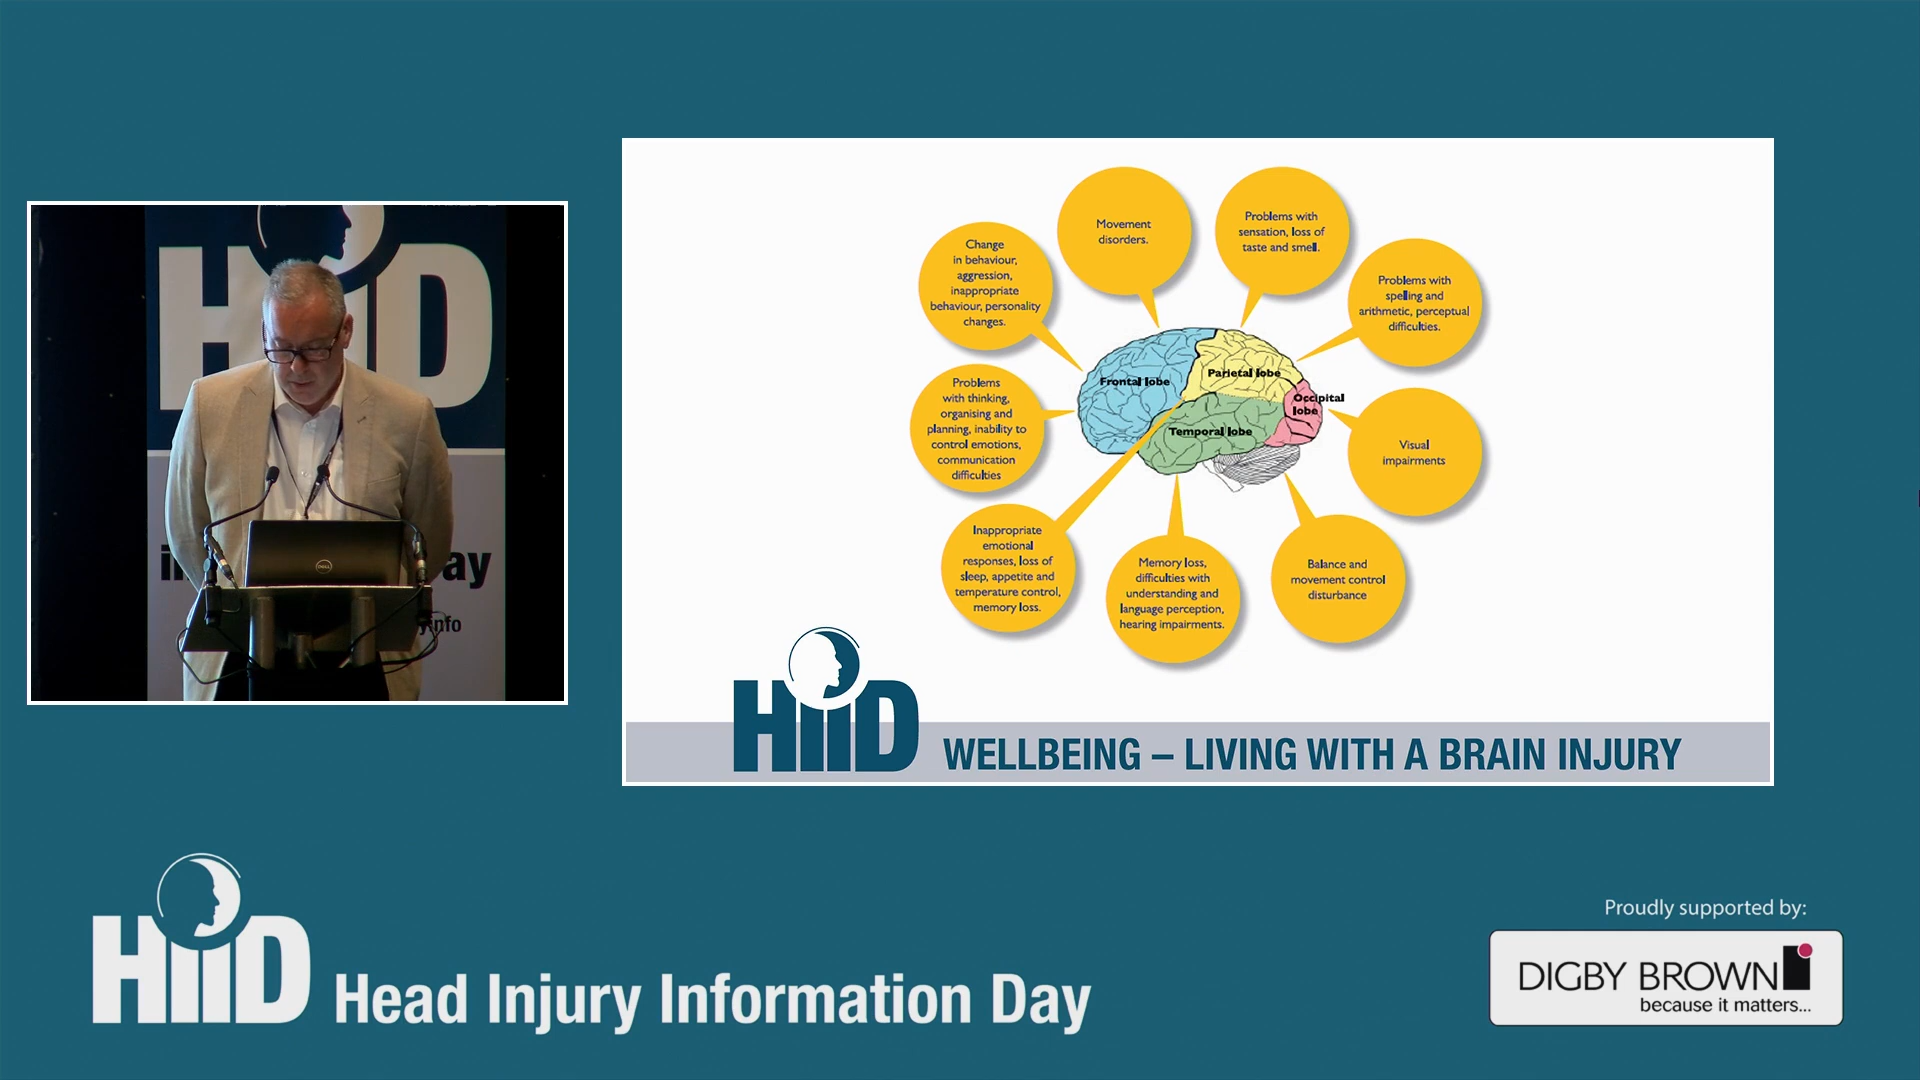 HIID
ay
yinfo
DELL
Change
in behaviour,
aggression,
inappropriate
behaviour, personality
changes.
Movement
disorders.
Problems with
sensation, loss of
taste and smell.
Problems with
spelling and
arithmetic, perceptual
difficulties.
Problems
with thinking,
organising and
planning, inability to
control emotions,
communication
difficulties
Frontal lobe
Parietal lobe
Occipital
lobe
Temporal lobe
Visual
impairments
Inappropriate
emotional
responses, loss of
sleep, appetite and
temperature control,
memory loss.
Memory loss,
difficulties with
understanding and
language perception,
hearing impairments.
Balance and
movement control
disturbance
HIID
WELLBEING – LIVING WITH A BRAIN INJURY
HIID
Head Injury Information Day
Proudly supported by:
DIGBY BROWN
because it matters...